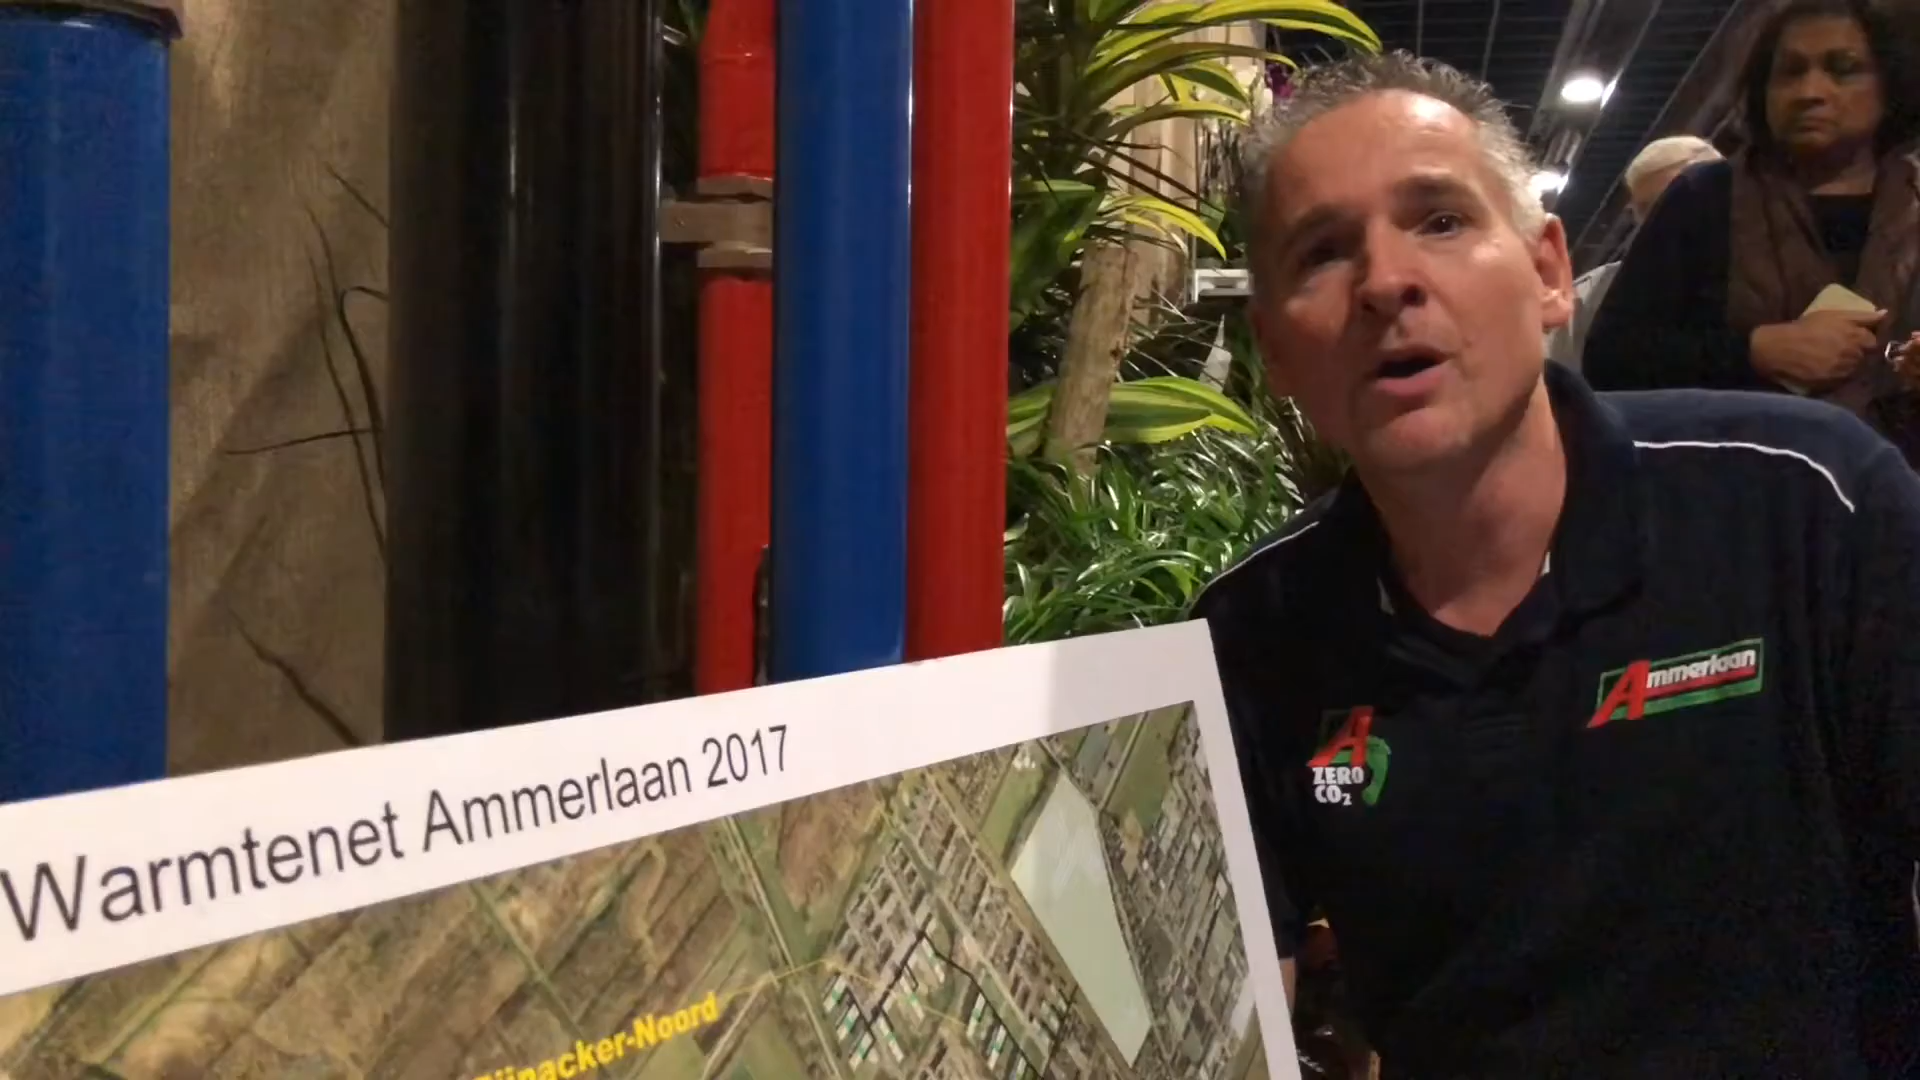 Warmtenet Ammerlaan 2017
Pijnacker-Noord
Ammerlaan
A
ZERO
CO₂